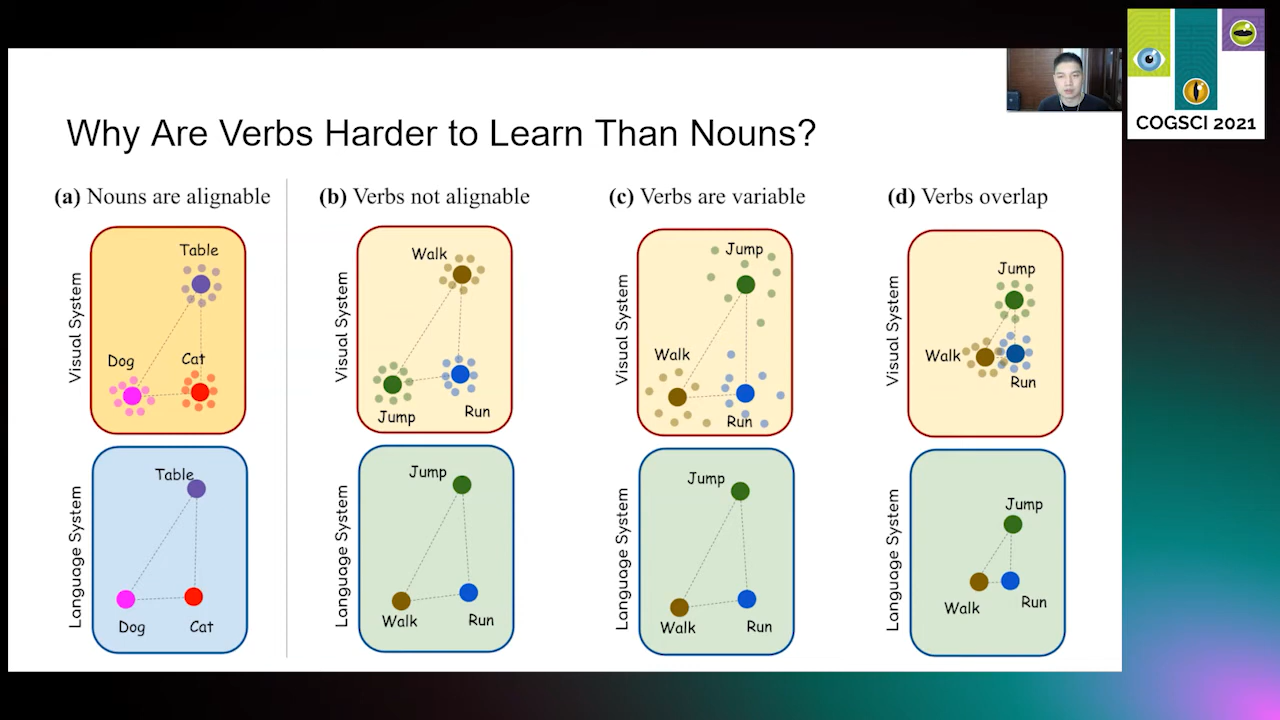 COGSCI 2021
Why Are Verbs Harder to Learn Than Nouns?
(a) Nouns are alignable
Visual System
Table
Dog
Cat
Language System
Table
Dog
Cat
(b) Verbs not alignable
Visual System
Walk
Jump
Run
Language System
Jump
Walk
Run
(c) Verbs are variable
Visual System
Jump
Walk
Run
Language System
Jump
Walk
Run
(d) Verbs overlap
Visual System
Jump
Walk
Run
Language System
Jump
Walk
Run